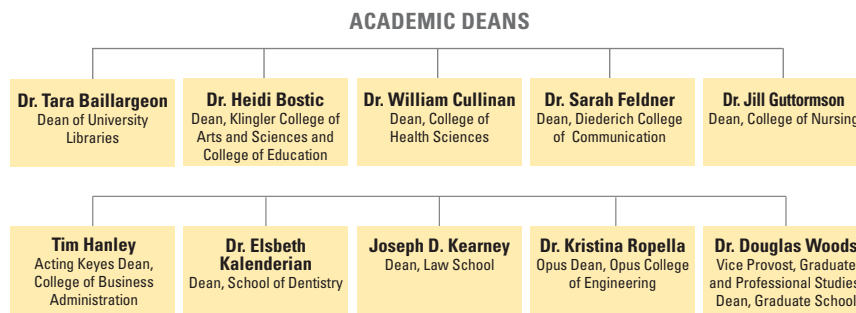 ACADEMIC DEANS
Dr. Tara Baillargeon
Dean of University
Libraries
Dr. Heidi Bostic
Dean, Klingler College of
Arts and Sciences and
College of Education
Dr. William Cullinan
Dean, College of
Health Sciences
Dr. Sarah Feldner
Dean, Diederich College
of Communication
Dr. Jill Guttormson
Dean, College of Nursing
Tim Hanley
Acting Keyes Dean,
College of Business
Administration
Dr. Elsbeth
Kalenderian
Dean, School of Dentistry
Joseph D. Kearney
Dean, Law School
Dr. Kristina Ropella
Opus Dean, Opus College
of Engineering
Dr. Douglas Woods
Vice Provost, Graduate
and Professional Studies
Dean, Graduate School